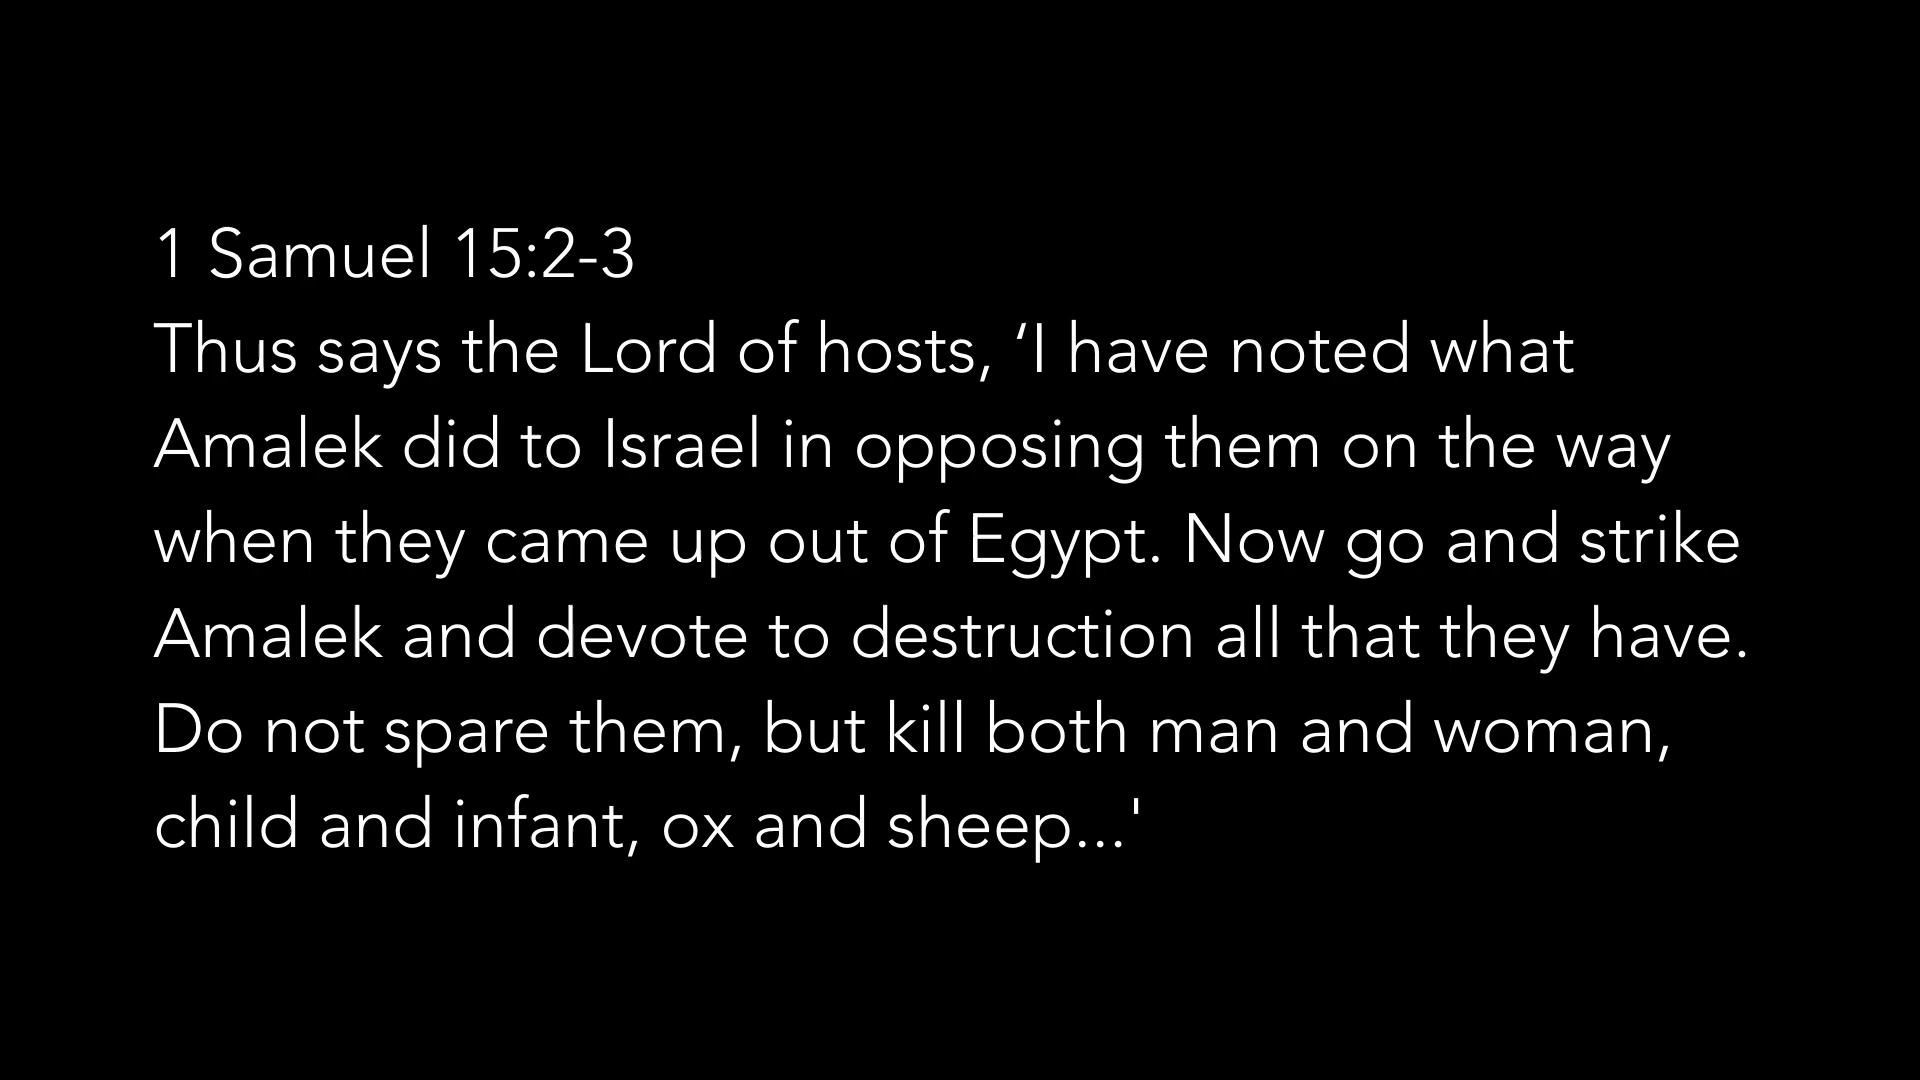 1 Samuel 15:2-3
Thus says the Lord of hosts, ‘I have noted what
Amalek did to Israel in opposing them on the way
when they came up out of Egypt. Now go and strike
Amalek and devote to destruction all that they have.
Do not spare them, but kill both man and woman,
child and infant, ox and sheep...'